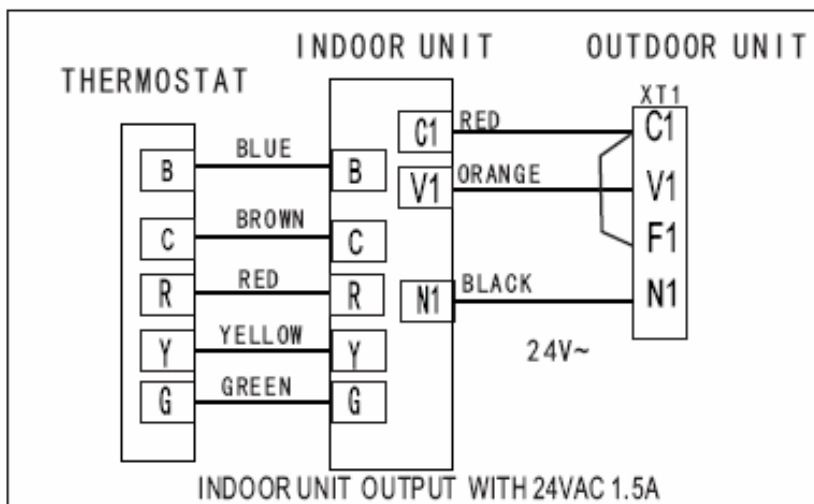 INDOOR UNIT
OUTDOOR UNIT
THERMOSTAT
XT1
C1
RED
C1
BLUE
B
B
V1
ORANGE
V1
BROWN
C
C
F1
RED
R
R
N1
BLACK
N1
YELLOW
Y
Y
24V~
GREEN
G
G
INDOOR UNIT OUTPUT WITH 24VAC 1.5A